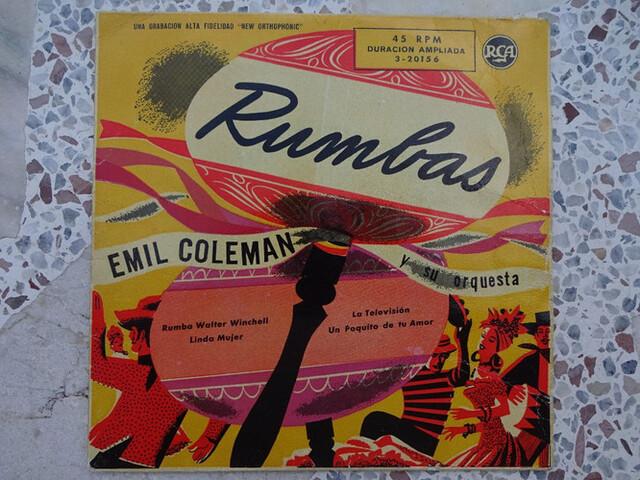 UNA GRABACION ALTA FIDELIDAD "NEW ORTHOPHONIC"
45 RPM
DURACION AMPLIADA
3-20156
RCA
Rumbas
EMIL COLEMAN
y su orquesta
Rumba Walter Winchell
Linda Mujer
La Televisión
Un Poquito de tu Amor